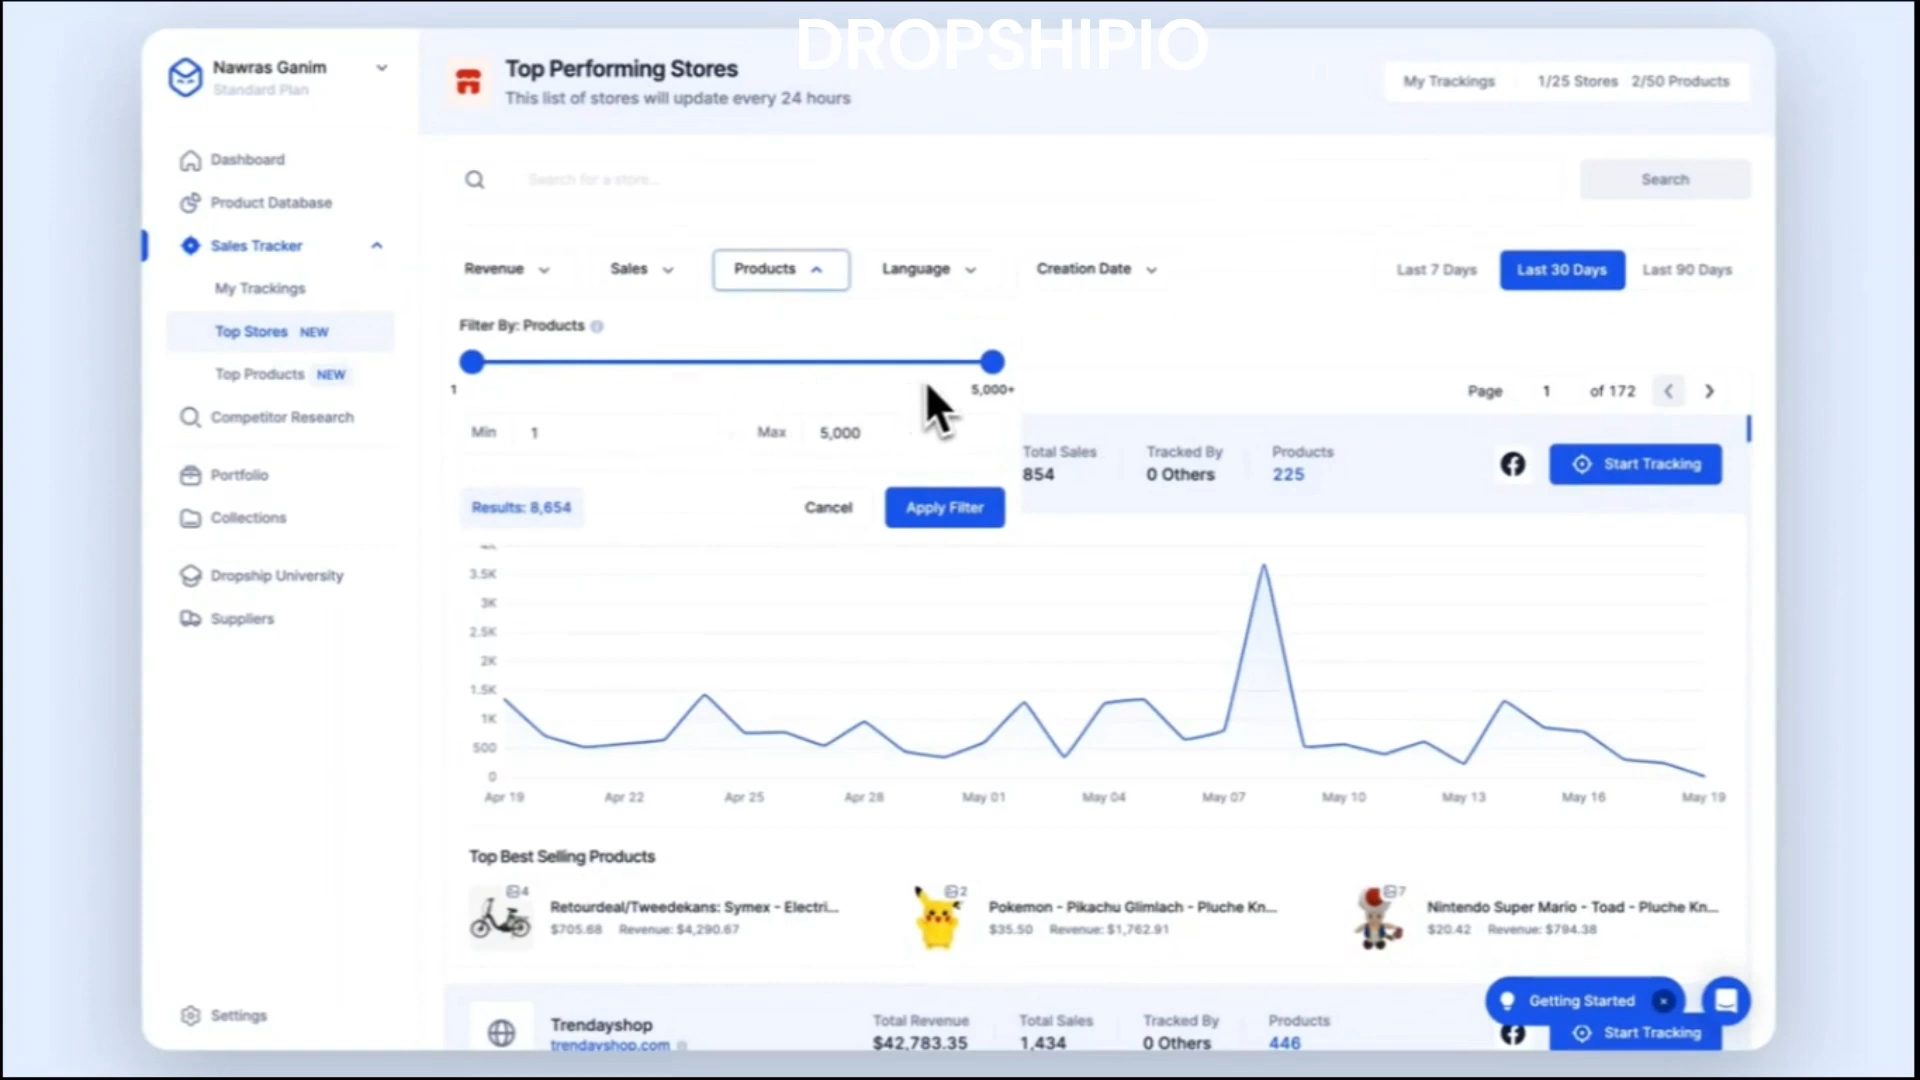 DROPSHIPIO
Nawras Ganim
Standard Plan
Top Performing Stores
This list of stores will update every 24 hours
My Trackings
1/25 Stores 2/50 Products
Dashboard
Product Database
Sales Tracker
My Trackings
Top Stores NEW
Top Products NEW
Competitor Research
Portfolio
Collections
Dropship University
Suppliers
Settings
Search for a store...
Search
Revenue
Sales
Products
Language
Creation Date
Last 7 Days
Last 30 Days
Last 90 Days
Filter By: Products
1
5,000+
Min 1
Max 5,000
Results: 8,654
Cancel
Apply Filter
Page 1 of 172
Total Sales
854
Tracked By
0 Others
Products
225
Start Tracking
4K
3.5K
3K
2.5K
2K
1.5K
1K
500
0
Apr 19
Apr 22
Apr 25
Apr 28
May 01
May 04
May 07
May 10
May 13
May 16
May 19
Top Best Selling Products
4
Retourdeal/Tweedekans: Symex - Electri...
$705.68 Revenue: $4,290.67
2
Pokemon - Pikachu Glimlach - Pluche Kn...
$35.50 Revenue: $1,762.91
7
Nintendo Super Mario - Toad - Pluche Kn...
$20.42 Revenue: $794.38
Getting Started
Trendayshop
trendayshop.com
Total Revenue
$42,783.35
Total Sales
1,434
Tracked By
0 Others
Products
446
Start Tracking